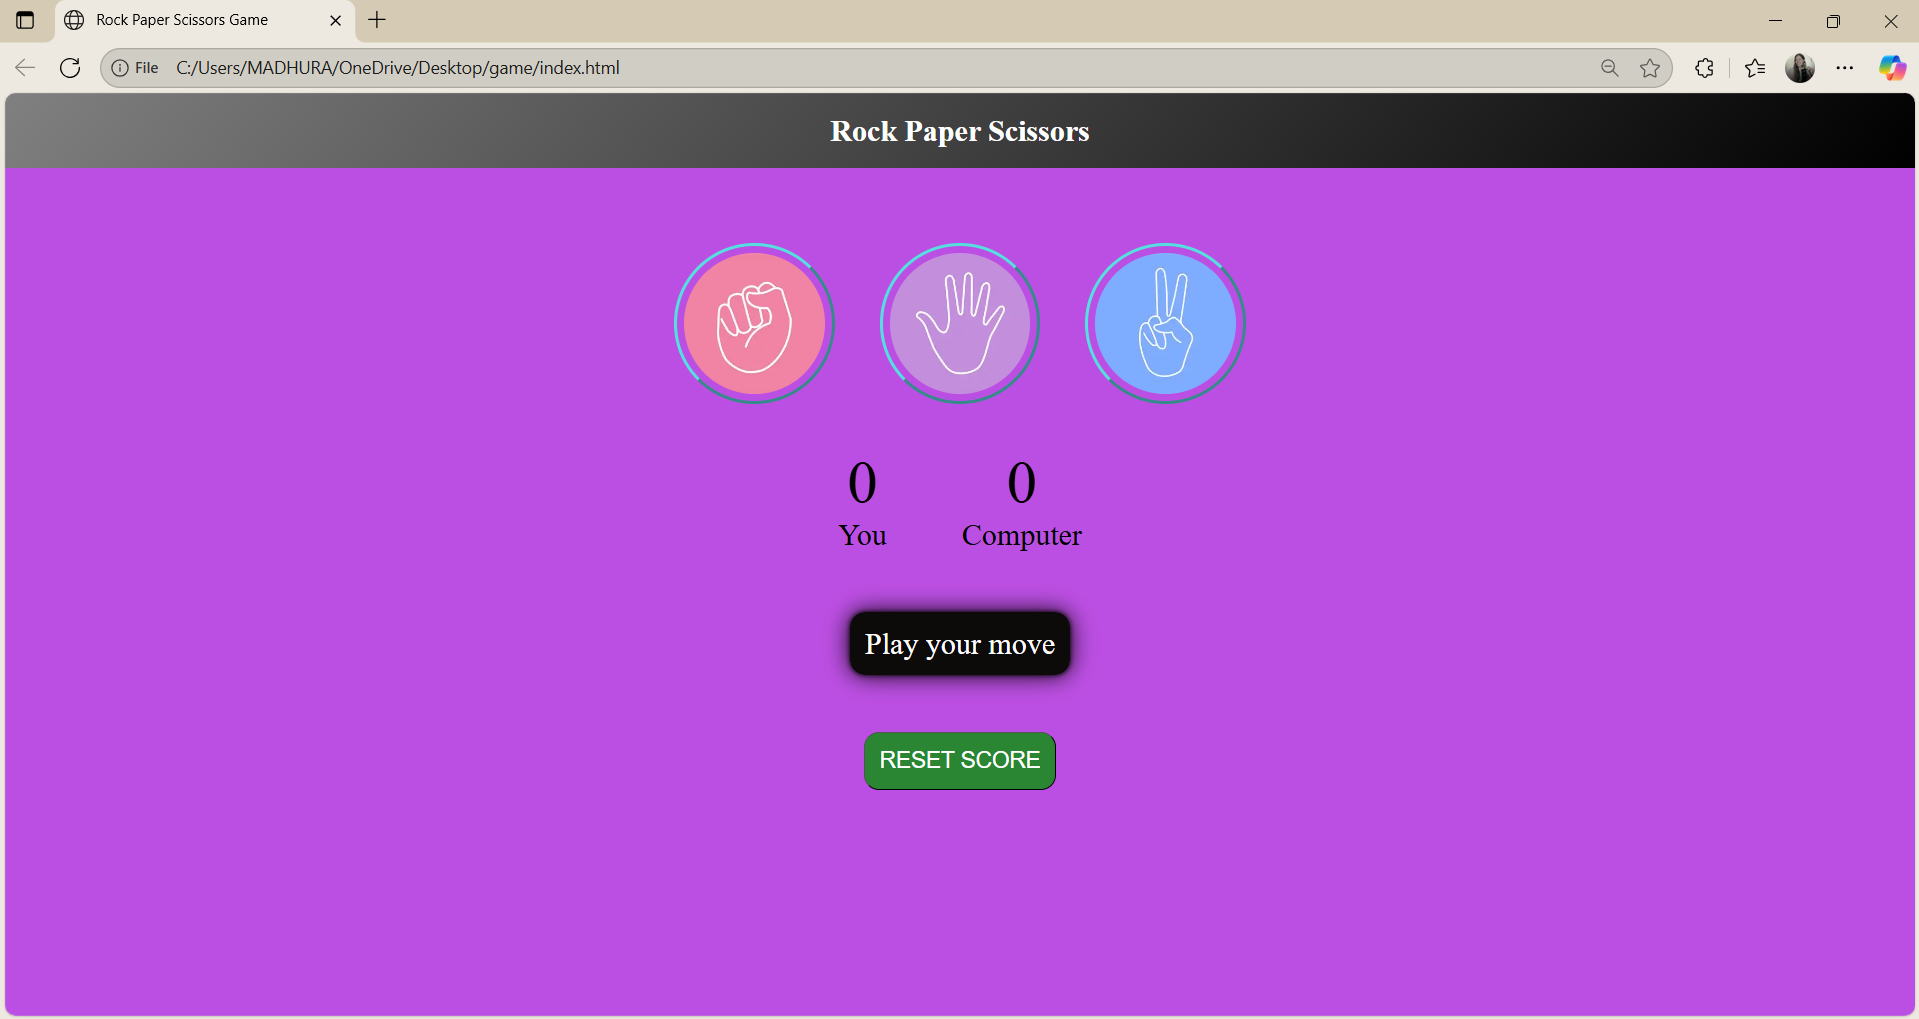 Rock Paper Scissors Game
File C:/Users/MADHURA/OneDrive/Desktop/game/index.html
Rock Paper Scissors
0 0
You Computer
Play your move
RESET SCORE